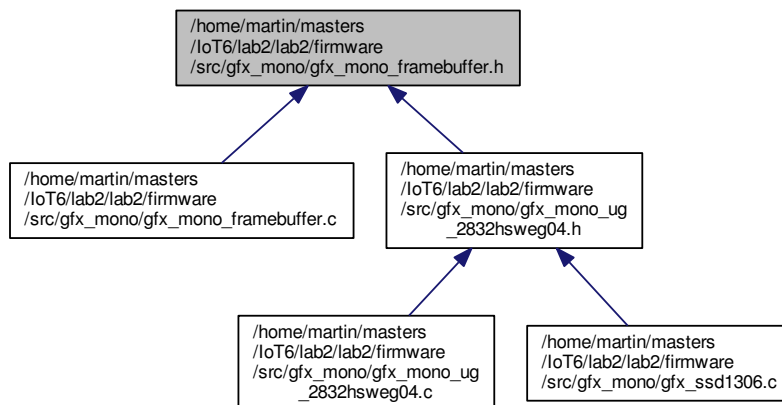 /home/martin/masters
/IoT6/lab2/lab2/firmware
/src/gfx_mono/gfx_mono_framebuffer.h
/home/martin/masters
/IoT6/lab2/lab2/firmware
/src/gfx_mono/gfx_mono_framebuffer.c
/home/martin/masters
/IoT6/lab2/lab2/firmware
/src/gfx_mono/gfx_mono_ug
_2832hsweg04.h
/home/martin/masters
/IoT6/lab2/lab2/firmware
/src/gfx_mono/gfx_mono_ug
_2832hsweg04.c
/home/martin/masters
/IoT6/lab2/lab2/firmware
/src/gfx_mono/gfx_ssd1306.c